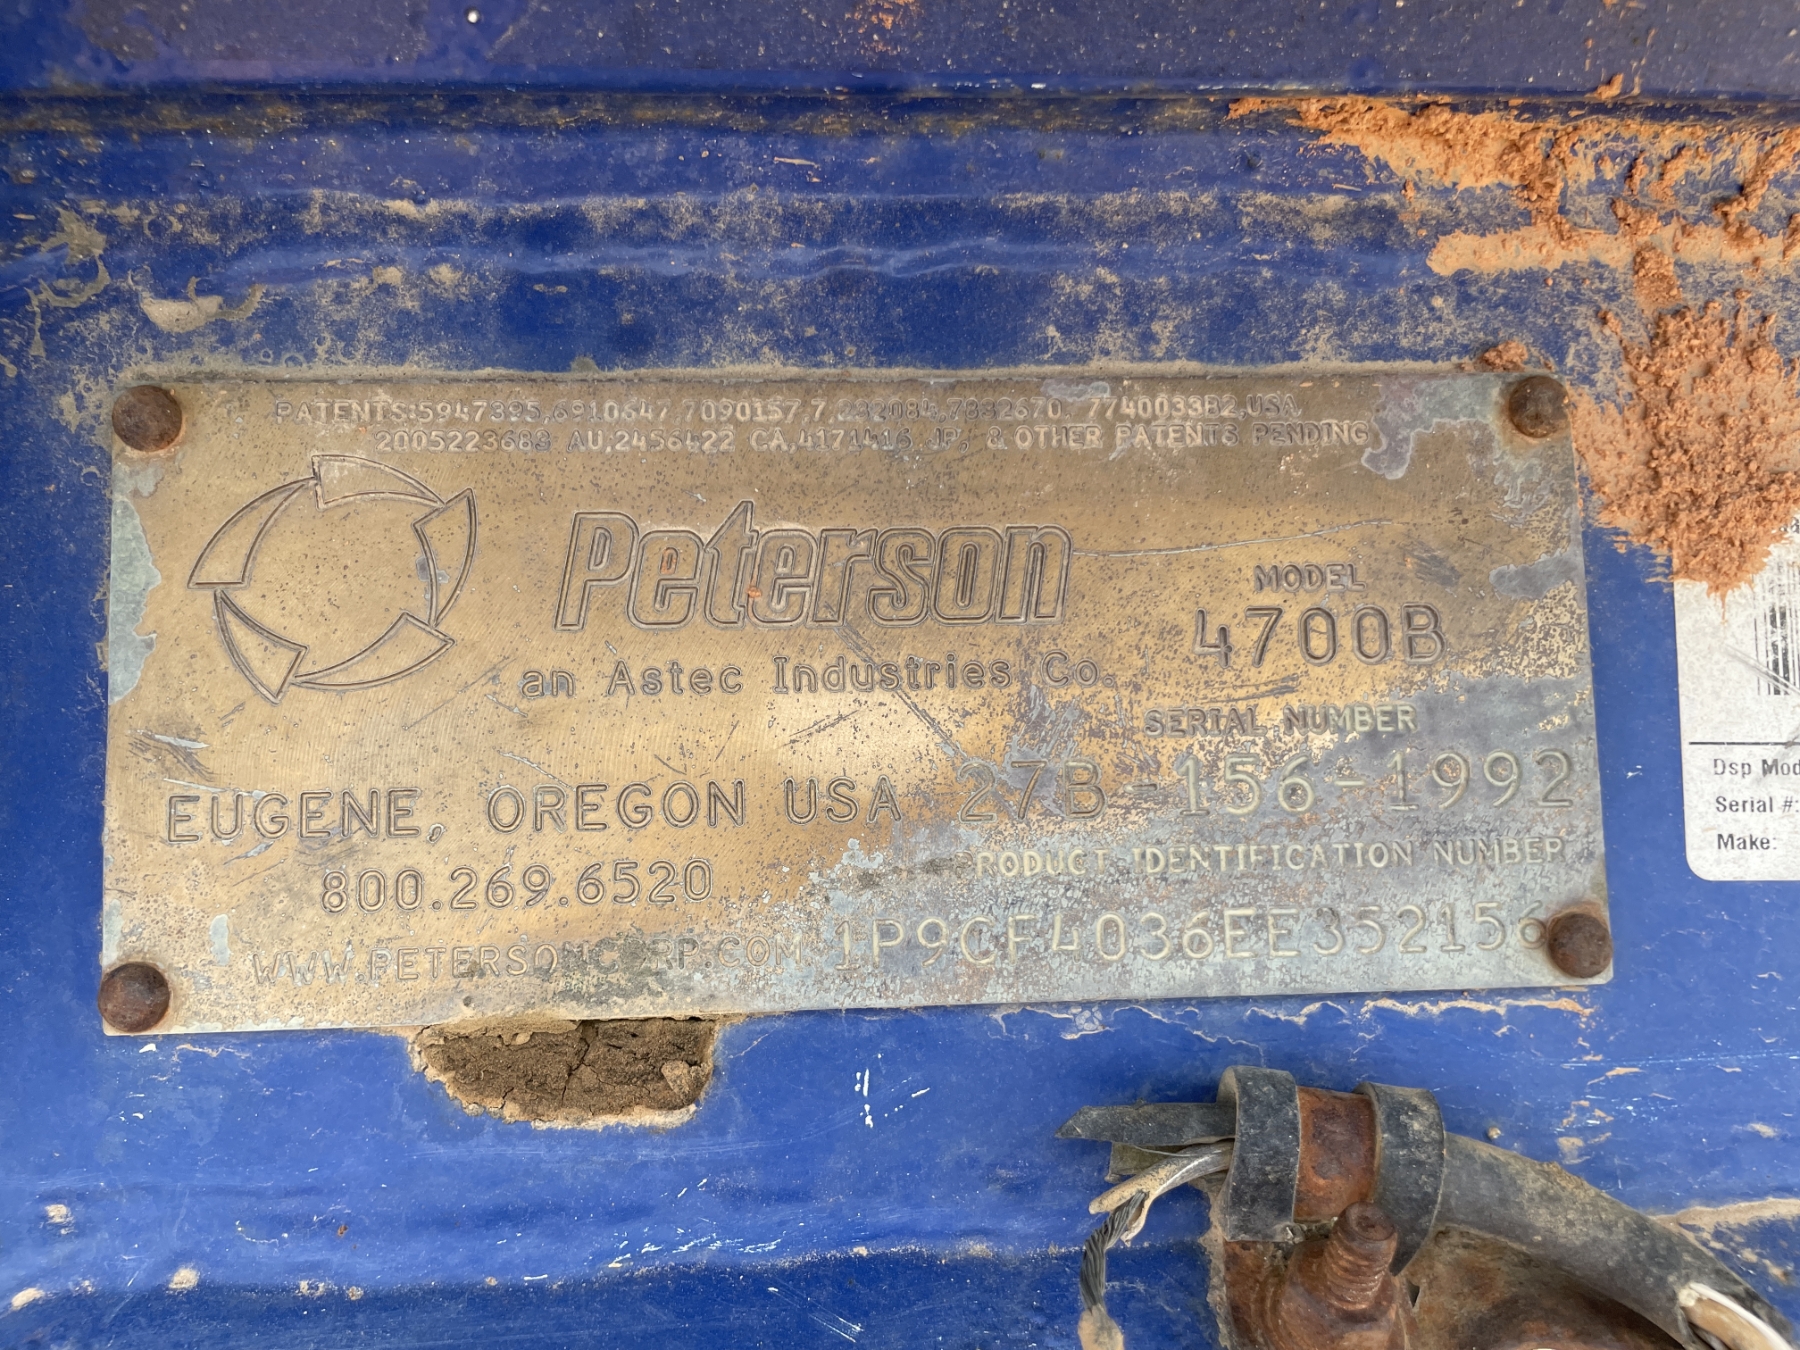 PATENTS:5947395,6910647,7090157,7,282084,7882670, 7740033B2,USA,
2005223683 AU,2456422 CA,4171416 JP, & OTHER PATENTS PENDING
Peterson
an Astec Industries Co.
MODEL
4700B
SERIAL NUMBER
27B-156-1992
EUGENE, OREGON USA
800.269.6520
PRODUCT IDENTIFICATION NUMBER
WWW.PETERSONCORP.COM
1P9CF4036EE352156
Dsp Mod
Serial #:
Make: